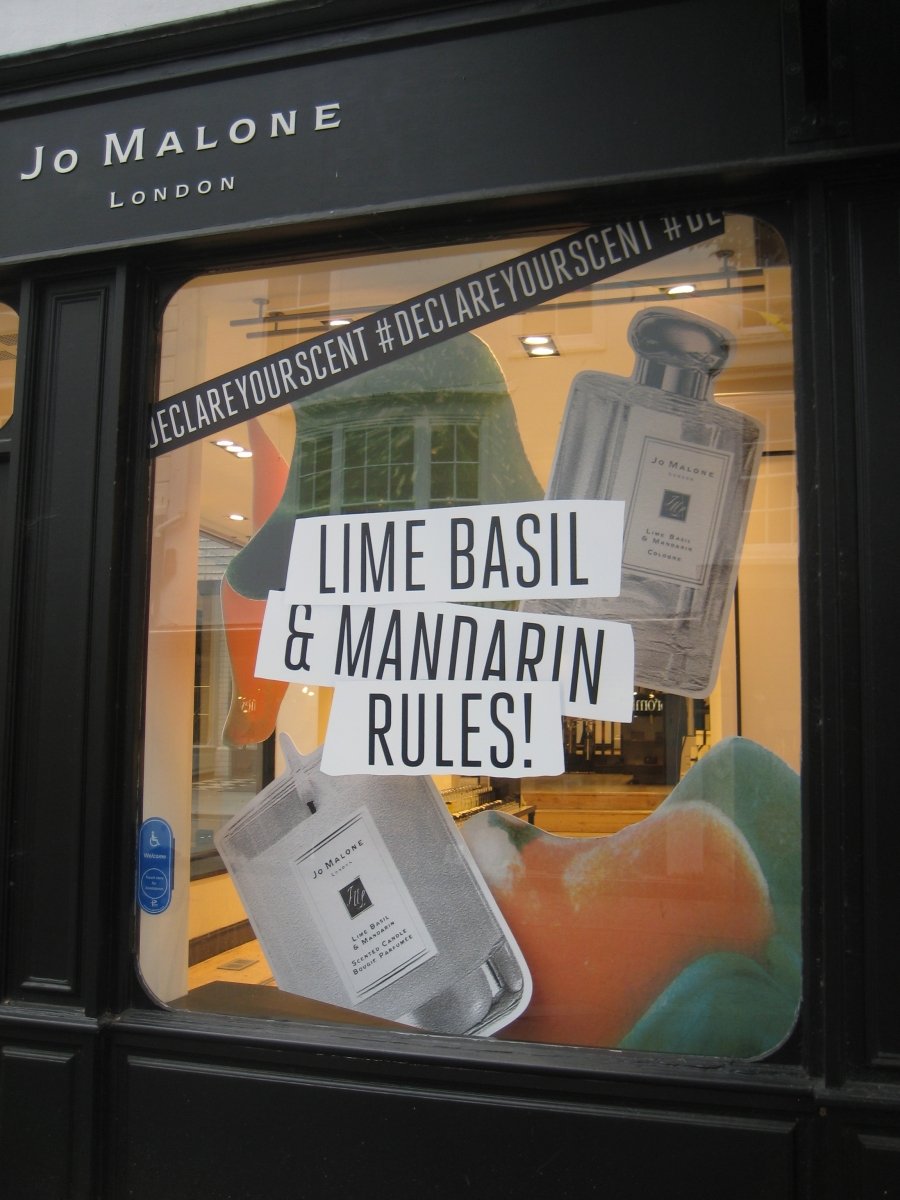 JO MALONE
LONDON
DECLAREYOURSCENT #DECLAREYOURSCENT #DE
LIME BASIL
& MANDARIN
RULES!
JO MALONE
LONDON
LIME BASIL
& MANDARIN
COLOGNE
JO MALONE
LONDON
LIME BASIL
& MANDARIN
SCENTED CANDLE
BOUGIE PARFUMÉE
Welcome